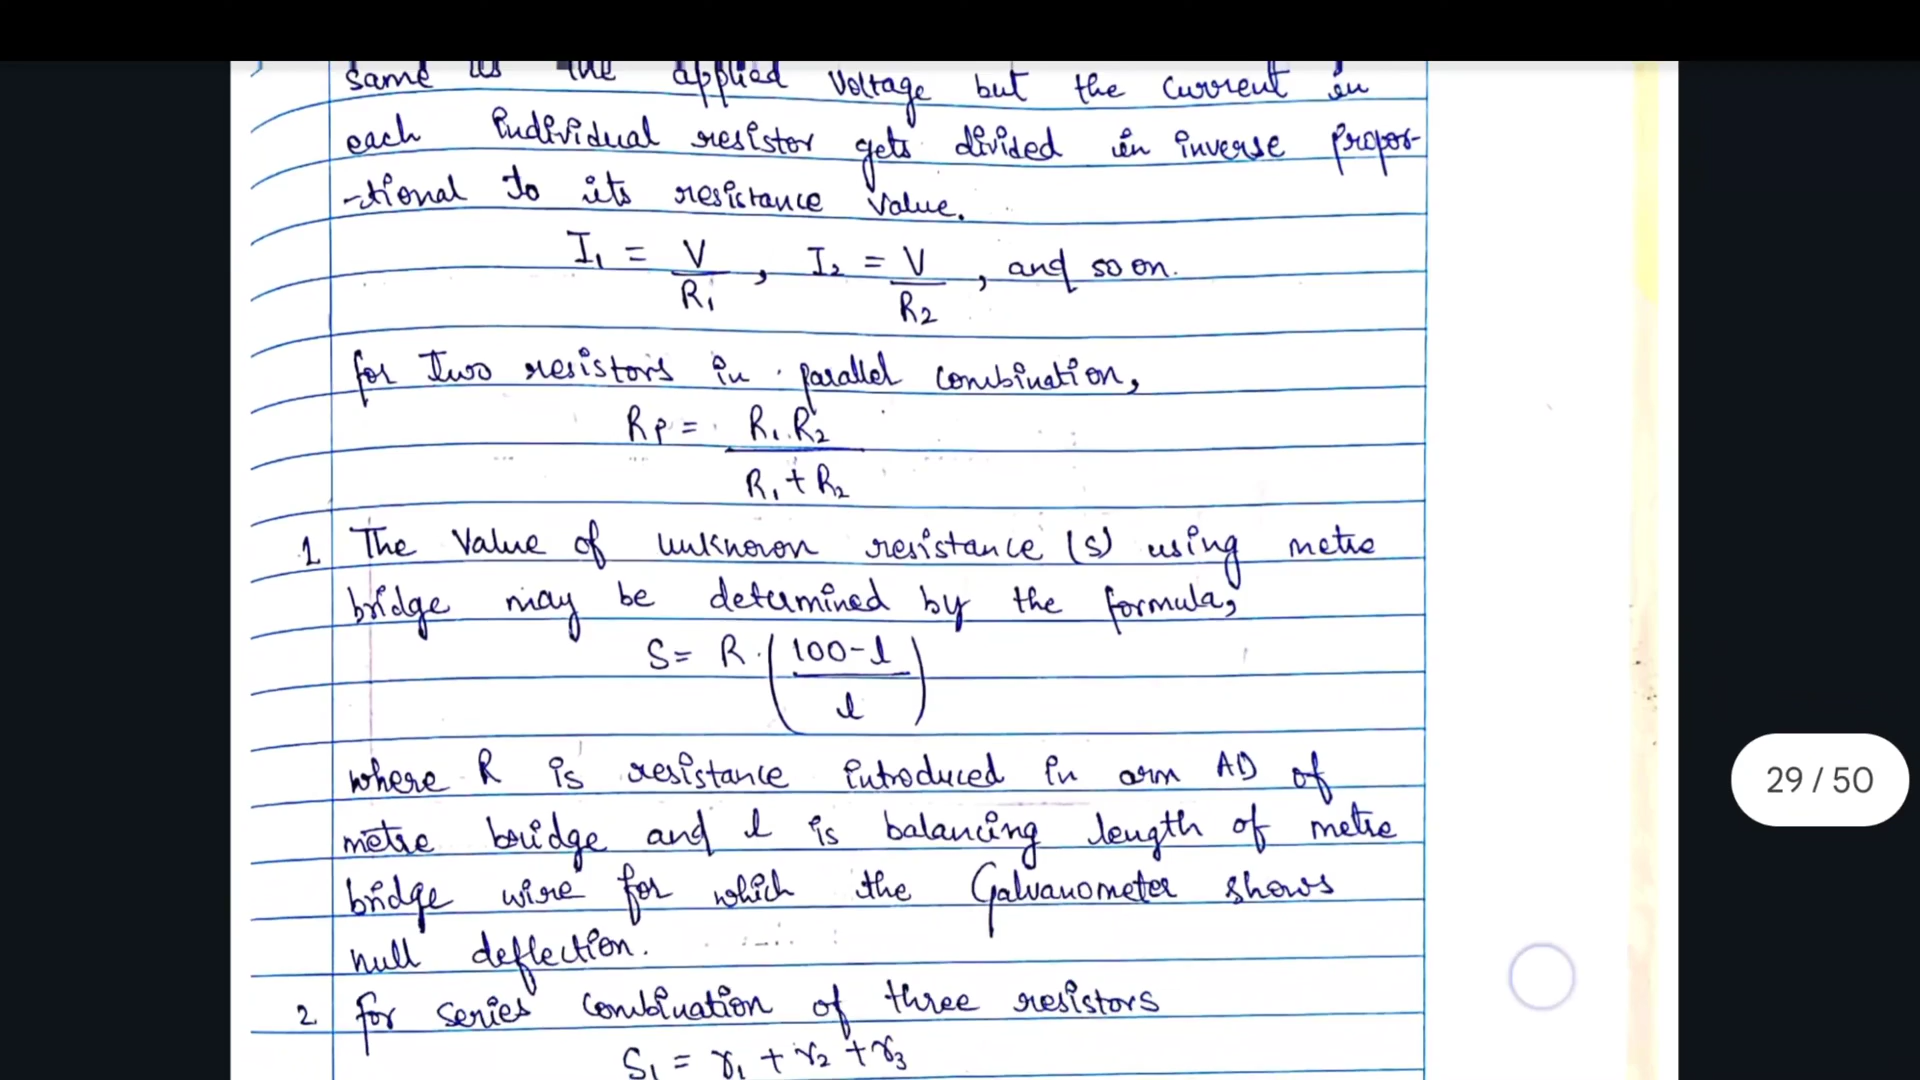 same as the applied Voltage but the current in
each individual resistor gets divided in inverse propor-
-tional to its resistance value.
I₁ = V/R₁ , I₂ = V/R₂ , and so on.
for two resistors in parallel combination,
Rp = R₁.R₂/R₁+R₂
1 The Value of unknown resistance (S) using metre
bridge may be determined by the formula,
S = R.(100-l/l)
where R is resistance introduced in arm AD of
metre bridge and l is balancing length of metre
bridge wire for which the Galvanometer shows
null deflection.
2 for series combination of three resistors
S₁ = r₁ + r₂ + r₃
29 / 50